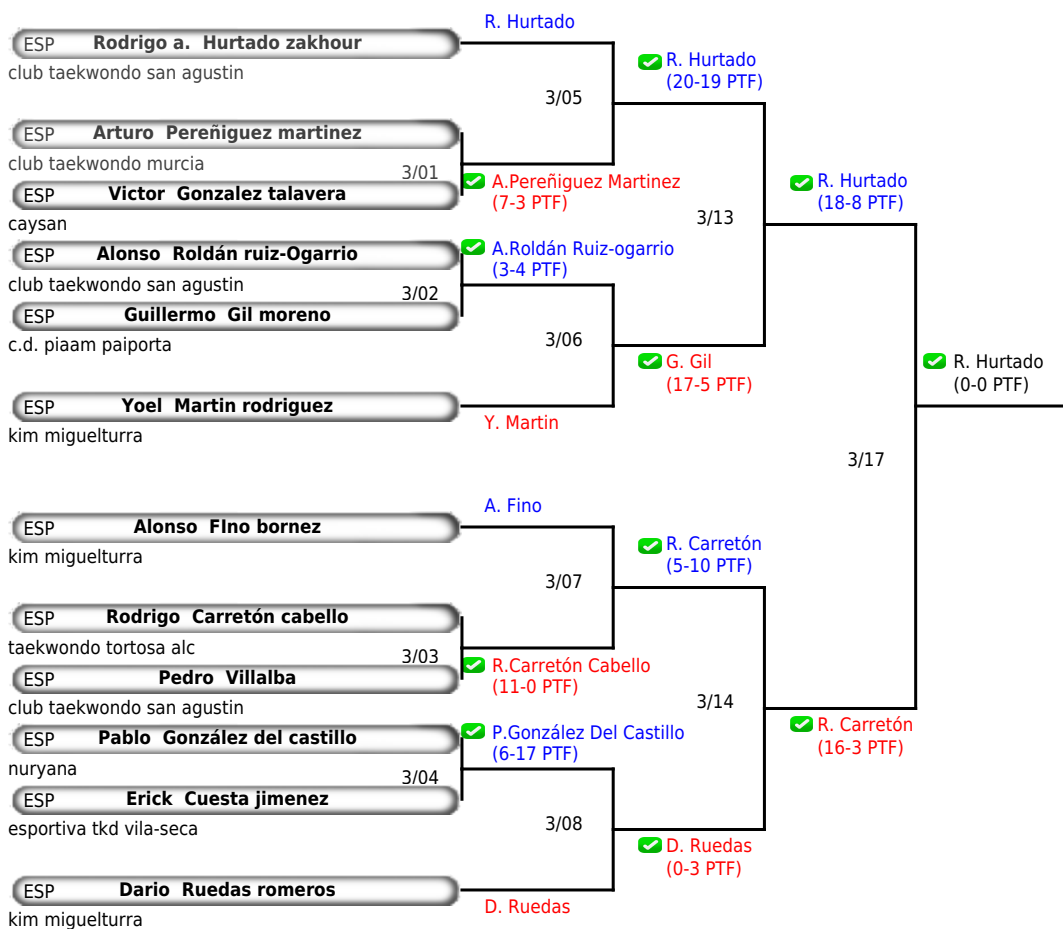 R. Hurtado
ESP Rodrigo a. Hurtado zakhour
club taekwondo san agustin
R. Hurtado
(20-19 PTF)
3/05
ESP Arturo Pereñiguez martinez
club taekwondo murcia
3/01
A.Pereñiguez Martinez
(7-3 PTF)
ESP Victor Gonzalez talavera
caysan
R. Hurtado
(18-8 PTF)
3/13
ESP Alonso Roldán ruiz-Ogarrio
club taekwondo san agustin
A.Roldán Ruiz-ogarrio
(3-4 PTF)
3/02
ESP Guillermo Gil moreno
c.d. piaam paiporta
3/06
G. Gil
(17-5 PTF)
R. Hurtado
(0-0 PTF)
ESP Yoel Martin rodriguez
kim miguelturra
Y. Martin
3/17
A. Fino
ESP Alonso FIno bornez
kim miguelturra
R. Carretón
(5-10 PTF)
3/07
ESP Rodrigo Carretón cabello
taekwondo tortosa alc
3/03
R.Carretón Cabello
(11-0 PTF)
ESP Pedro Villalba
club taekwondo san agustin
3/14
R. Carretón
(16-3 PTF)
ESP Pablo González del castillo
nuryana
P.González Del Castillo
(6-17 PTF)
3/04
ESP Erick Cuesta jimenez
esportiva tkd vila-seca
3/08
D. Ruedas
(0-3 PTF)
ESP Dario Ruedas romeros
kim miguelturra
D. Ruedas